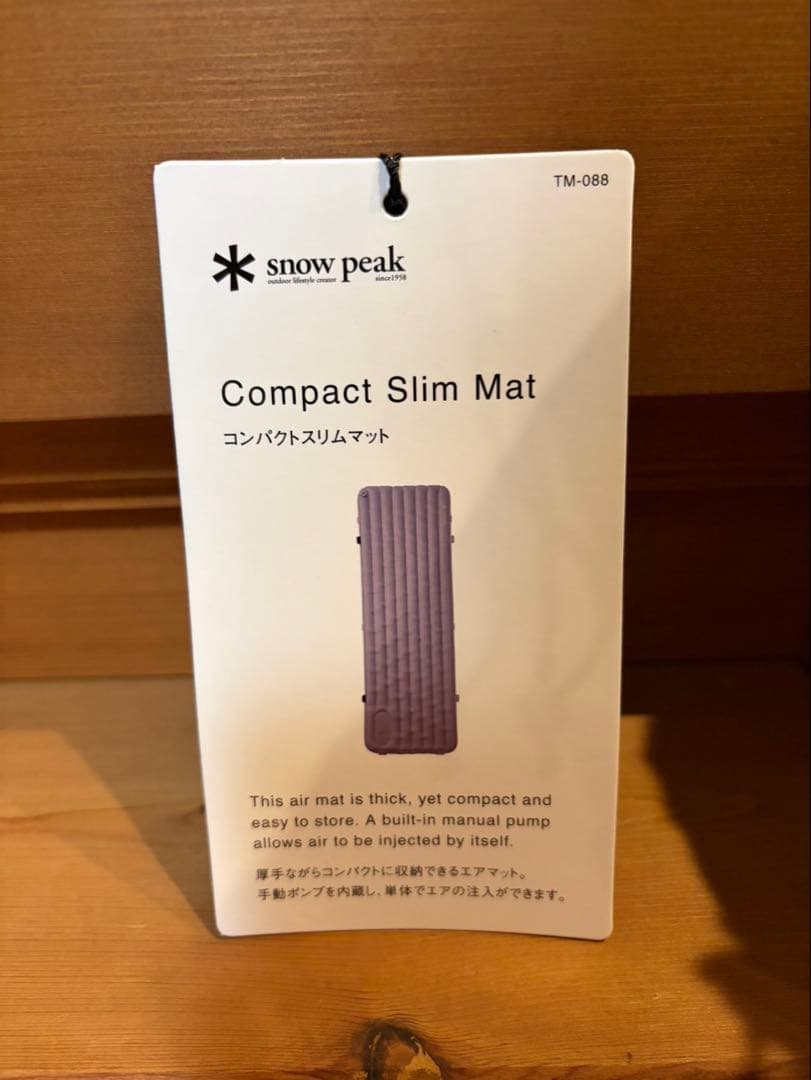 TM-088
snow peak
outdoor lifestyle creator since1958
Compact Slim Mat
コンパクトスリムマット
This air mat is thick, yet compact and
easy to store. A built-in manual pump
allows air to be injected by itself.
厚手ながらコンパクトに収納できるエアマット。
手動ポンプを内蔵し、単体でエアの注入ができます。